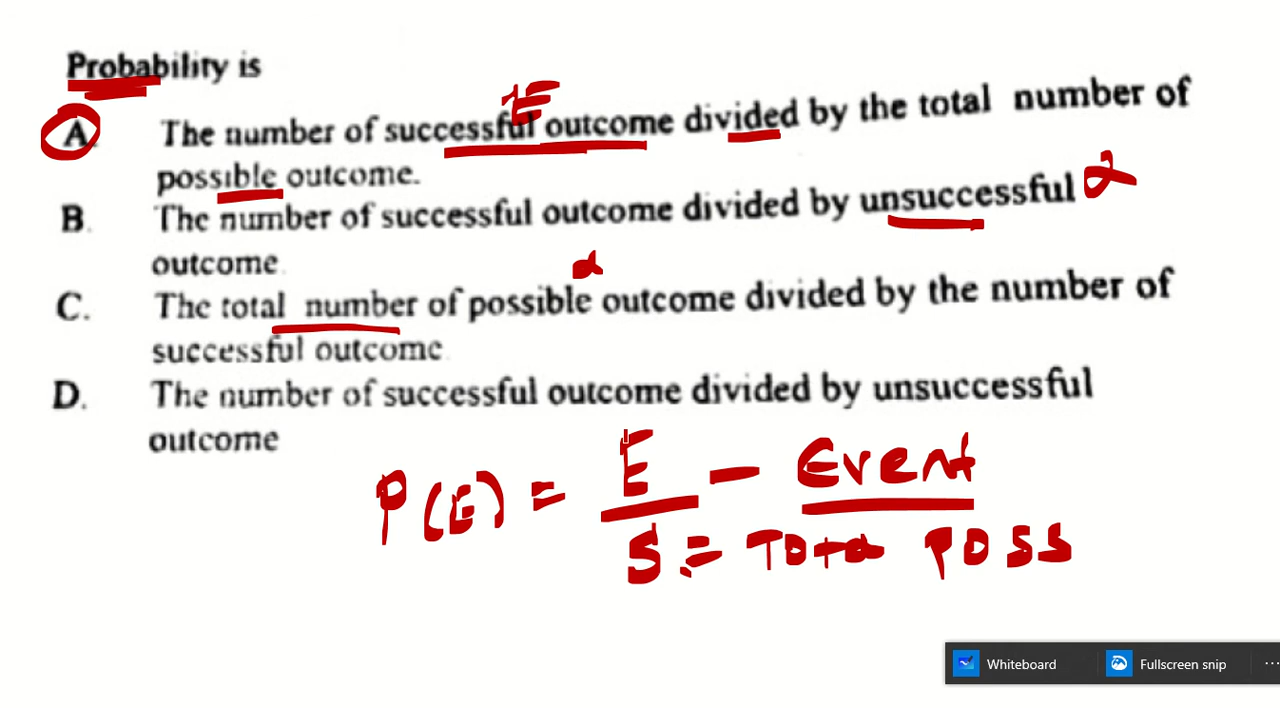 Probability is
E
A. The number of successful outcome divided by the total number of
possible outcome.
B. The number of successful outcome divided by unsuccessful
outcome
C. The total number of possible outcome divided by the number of
successful outcome
D. The number of successful outcome divided by unsuccessful
outcome
P(E) = E - Event
S = Total Poss
Whiteboard Fullscreen snip ...